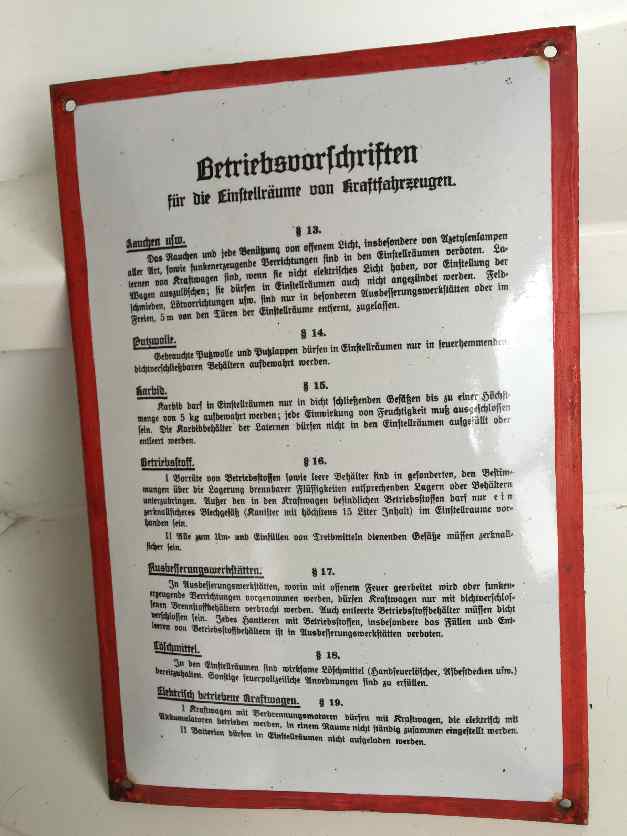 Betriebsvorschriften
für die Einstellräume von Kraftfahrzeugen.
§ 13.
Rauchen usw.
Das Rauchen und jede Benützung von offenem Licht, insbesondere von Azetylenlampen
aller Art, sowie funkenerzeugende Verrichtungen sind in den Einstellräumen verboten. La-
ternen von Kraftwagen sind, wenn sie nicht elektrisches Licht haben, vor Einstellung der
Wagen auszulöschen; sie dürfen in Einstellräumen auch nicht angezündet werden. Feld-
schmieden, Lötvorrichtungen usw. sind nur in besonderen Ausbesserungswerkstätten oder im
Freien, 5 m von den Türen der Einstellräume entfernt, zugelassen.
§ 14.
Putzwolle.
Gebrauchte Putzwolle und Putzlappen dürfen in Einstellräumen nur in feuerhemmenden,
dichtverschließbaren Behältern aufbewahrt werden.
§ 15.
Karbid.
Karbid darf in Einstellräumen nur in dicht schließenden Gefäßen bis zu einer Höchst-
menge von 5 kg aufbewahrt werden; jede Einwirkung von Feuchtigkeit muß ausgeschlossen
sein. Die Karbidbehälter der Laternen dürfen nicht in den Einstellräumen aufgefüllt oder
entleert werden.
§ 16.
Betriebsstoff.
I Vorräte von Betriebsstoffen sowie leere Behälter sind in gesonderten, den Bestim-
mungen über die Lagerung brennbarer Flüssigkeiten entsprechenden Lagern oder Behältern
unterzubringen. Außer den in den Kraftwagen befindlichen Betriebsstoffen darf nur ein
zerknallsicheres Blechgefäß (Kanister mit höchstens 15 Liter Inhalt) im Einstellraume vor-
handen sein.
II Alle zum Um- und Einfüllen von Treibmitteln dienenden Gefäße müssen zerknall-
sicher sein.
§ 17.
Ausbesserungswerkstätten.
In Ausbesserungswerkstätten, worin mit offenem Feuer gearbeitet wird oder funken-
erzeugende Verrichtungen vorgenommen werden, dürfen Kraftwagen nur mit dichtverschlos-
senen Brennstoffbehältern verbracht werden. Auch entleerte Betriebsstoffbehälter müssen dicht
verschlossen sein. Jedes Hantieren mit Betriebsstoffen, insbesondere das Füllen und Ent-
leeren von Betriebsstoffbehältern ist in Ausbesserungswerkstätten verboten.
§ 18.
Löschmittel.
In den Einstellräumen sind wirksame Löschmittel (Handfeuerlöscher, Asbestdecken usw.)
bereitzuhalten. Sonstige feuerpolizeiliche Anordnungen sind zu erfüllen.
Elektrisch betriebene Kraftwagen. § 19.
I Kraftwagen mit Verbrennungsmotoren dürfen mit Kraftwagen, die elektrisch mit
Akkumulatoren betrieben werden, in einem Raume nicht ständig zusammen eingestellt werden.
II Batterien dürfen in Einstellräumen nicht aufgeladen werden.